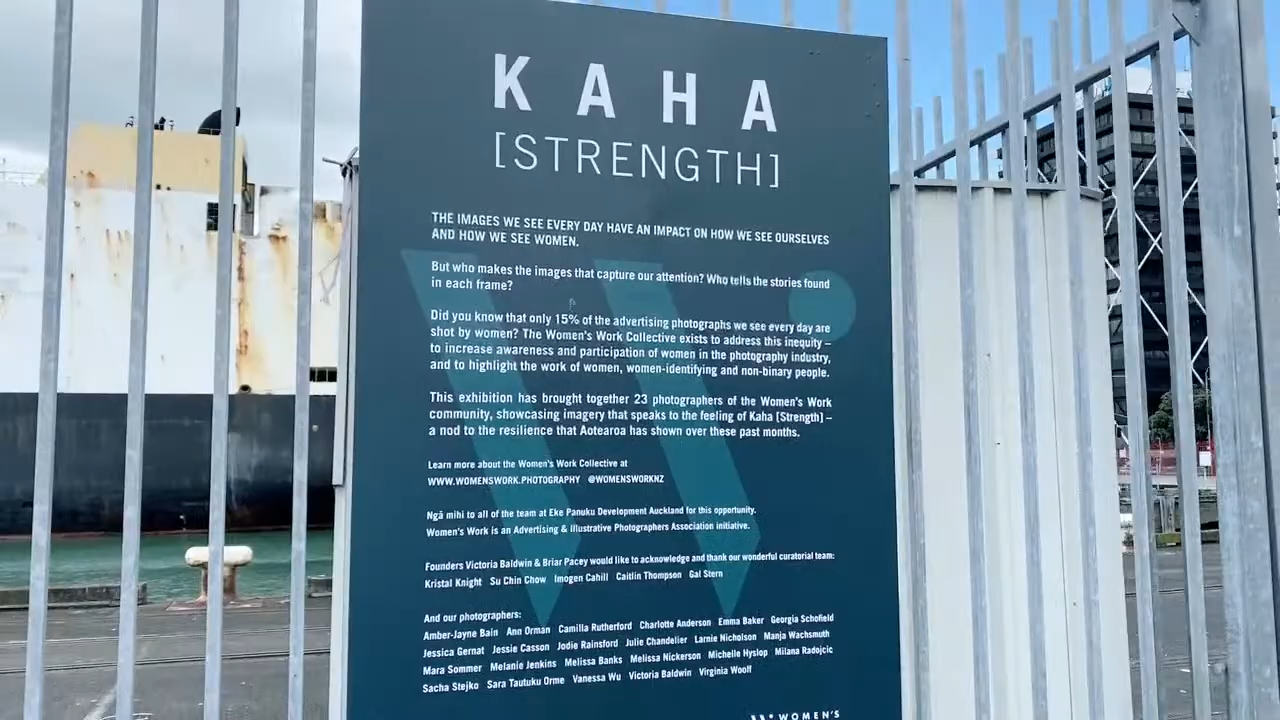 KAHA
[STRENGTH]
THE IMAGES WE SEE EVERY DAY HAVE AN IMPACT ON HOW WE SEE OURSELVES
AND HOW WE SEE WOMEN.
But who makes the images that capture our attention? Who tells the stories found
in each frame?
Did you know that only 15% of the advertising photographs we see every day are
shot by women? The Women's Work Collective exists to address this inequity –
to increase awareness and participation of women in the photography industry,
and to highlight the work of women, women-identifying and non-binary people.
This exhibition has brought together 23 photographers of the Women's Work
community, showcasing imagery that speaks to the feeling of Kaha [Strength] –
a nod to the resilience that Aotearoa has shown over these past months.
Learn more about the Women's Work Collective at
WWW.WOMENSWORK.PHOTOGRAPHY @WOMENSWORKNZ
Ngā mihi to all of the team at Eke Panuku Development Auckland for this opportunity.
Women's Work is an Advertising & Illustrative Photographers Association initiative.
Founders Victoria Baldwin & Briar Pacey would like to acknowledge and thank our wonderful curatorial team:
Kristal Knight Su Chin Chow Imogen Cahill Caitlin Thompson Gal Stern
And our photographers:
Amber-Jayne Bain Ann Orman Camilla Rutherford Charlotte Anderson Emma Baker Georgia Schofield
Jessica Gernat Jessie Casson Jodie Rainsford Julie Chandelier Larnie Nicholson Manja Wachsmuth
Mara Sommer Melanie Jenkins Melissa Banks Melissa Nickerson Michelle Hyslop Milana Radojcic
Sacha Stejko Sara Tautuku Orme Vanessa Wu Victoria Baldwin Virginia Woolf
WOMEN'S